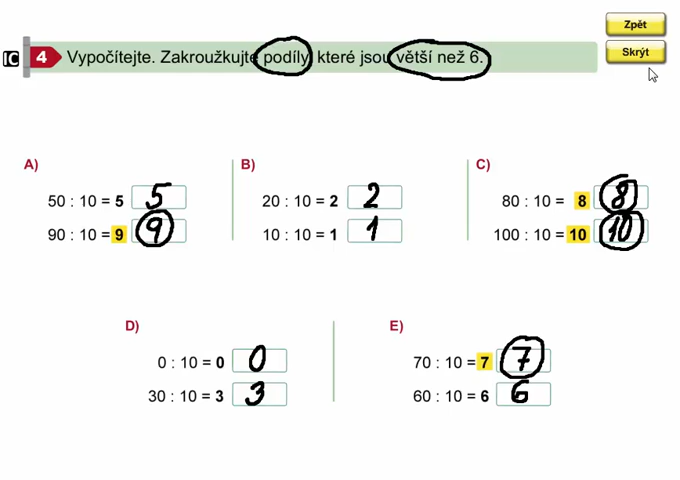 Zpět
4 Vypočítejte. Zakroužkujte podíly, které jsou větší než 6.
Skrýt
A)
50 : 10 = 5 5
90 : 10 = 9 9
B)
20 : 10 = 2 2
10 : 10 = 1 1
C)
80 : 10 = 8 8
100 : 10 = 10 10
D)
0 : 10 = 0 0
30 : 10 = 3 3
E)
70 : 10 = 7 7
60 : 10 = 6 6